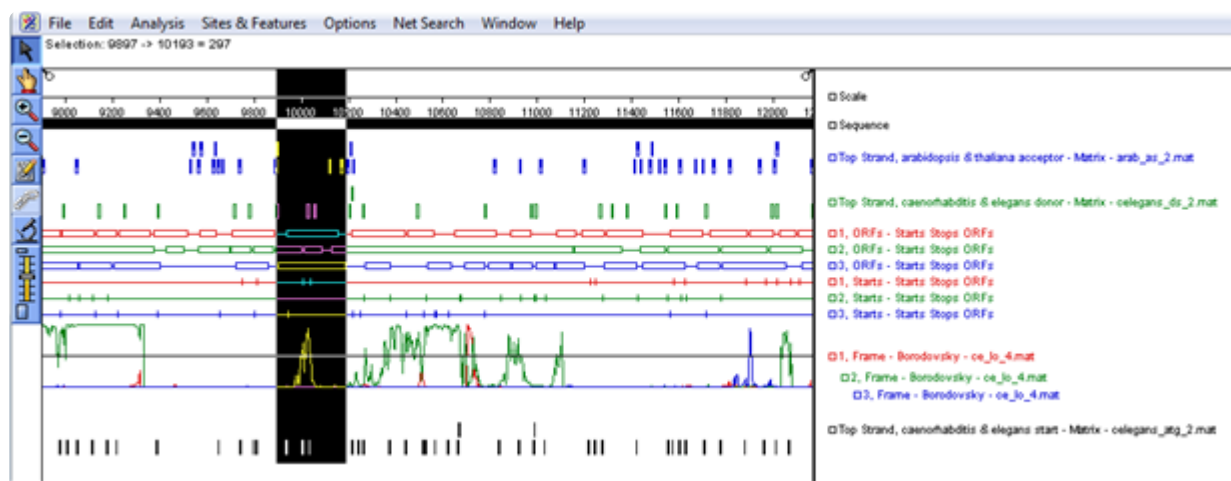 File Edit Analysis Sites & Features Options Net Search Window Help
Selection: 9897 -> 10193 = 297
9000 9200 9400 9600 9800 10000 10200 10400 10600 10800 11000 11200 11400 11600 11800 12000 12
Scale
Sequence
Top Strand, arabidopsis & thaliana acceptor - Matrix - arab_as_2.mat
Top Strand, caenorhabditis & elegans donor - Matrix - celegans_ds_2.mat
1, ORFs - Starts Stops ORFs
2, ORFs - Starts Stops ORFs
3, ORFs - Starts Stops ORFs
1, Starts - Starts Stops ORFs
2, Starts - Starts Stops ORFs
3, Starts - Starts Stops ORFs
1, Frame - Borodovsky - ce_lo_4.mat
2, Frame - Borodovsky - ce_lo_4.mat
3, Frame - Borodovsky - ce_lo_4.mat
Top Strand, caenorhabditis & elegans start - Matrix - celegans_atg_2.mat